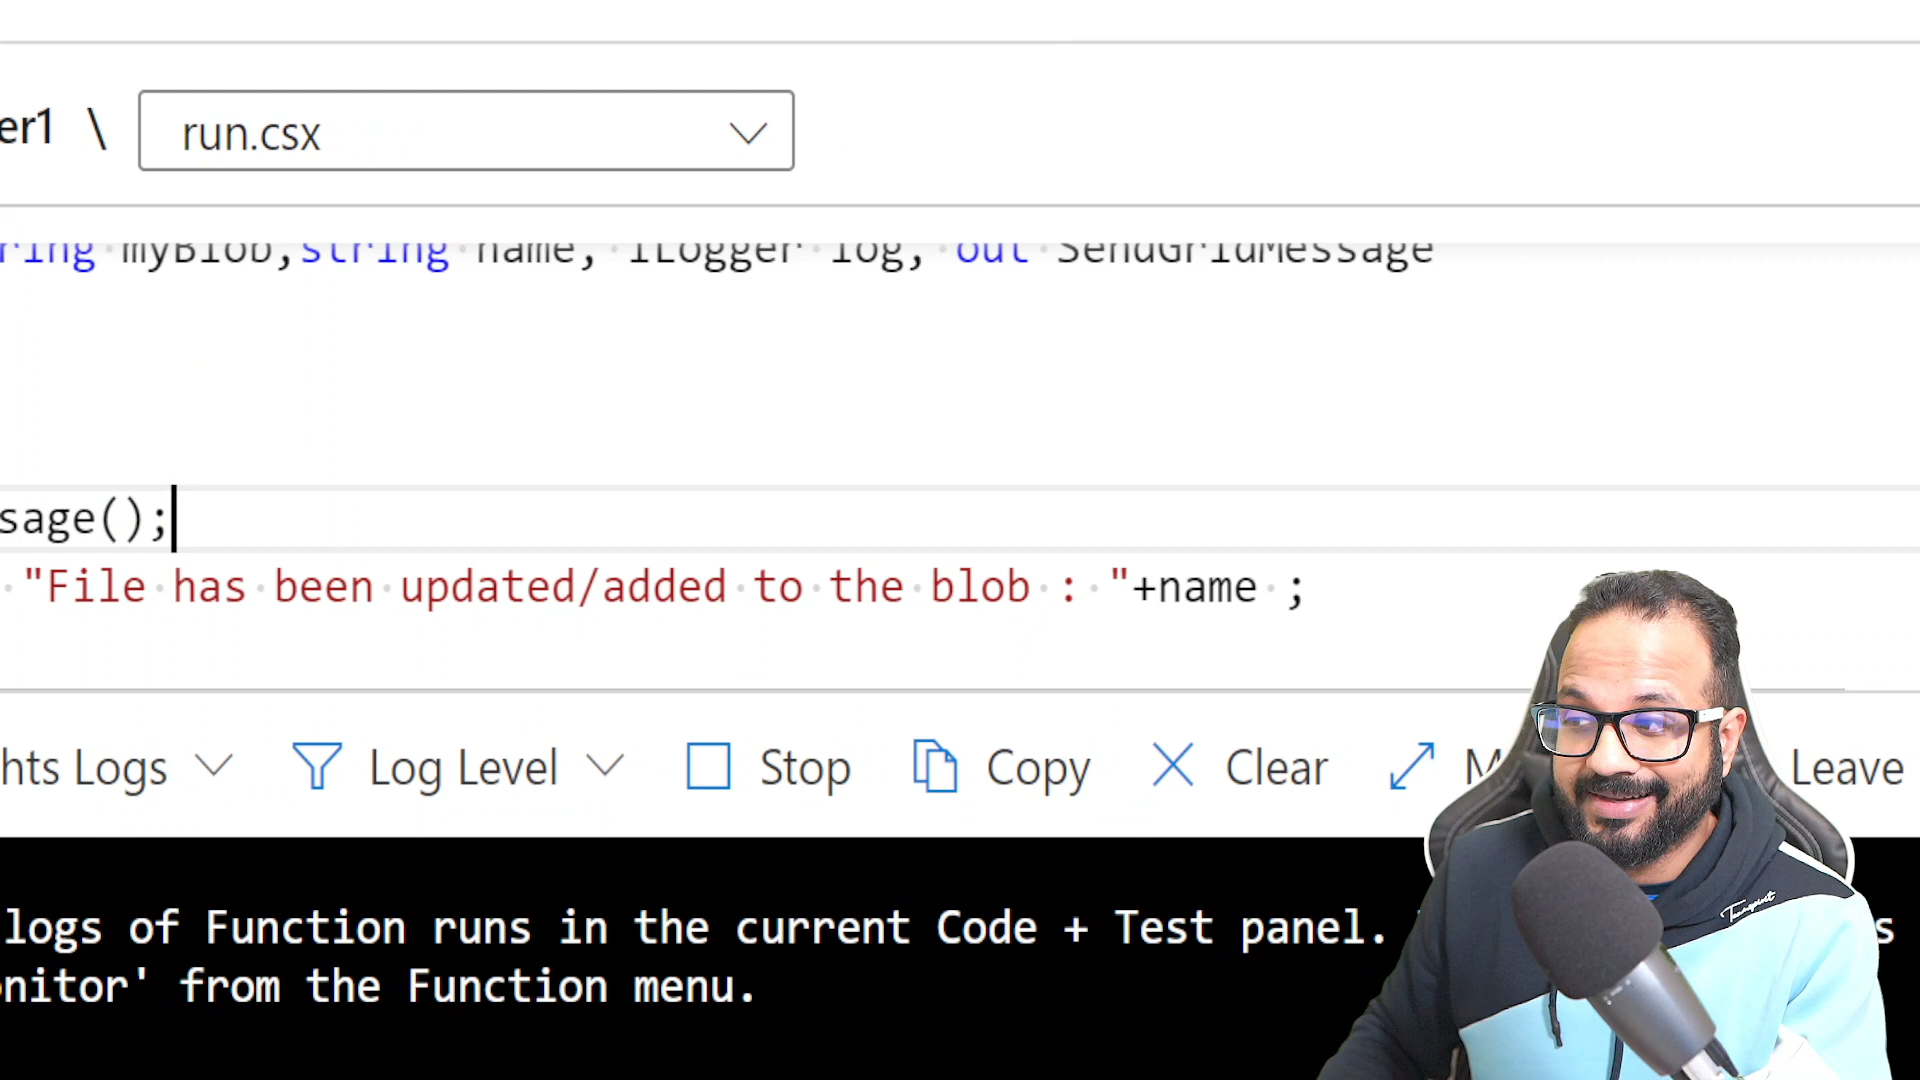 er1 \ run.csx
ring myBlob,string name, ILogger log, out SendGridMessage
sage();
"File has been updated/added to the blob : "+name ;
hts Logs Log Level Stop Copy Clear M Leave
logs of Function runs in the current Code + Test panel. s
onitor' from the Function menu.